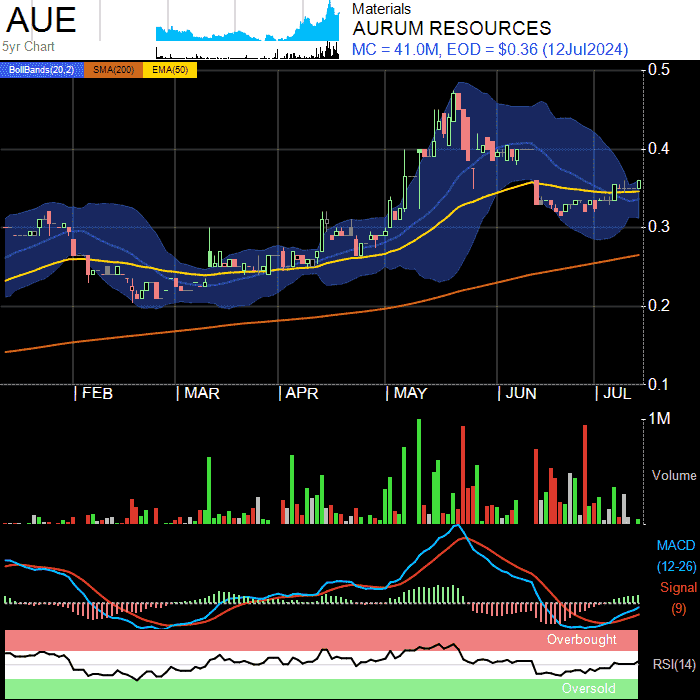 AUE
5yr Chart
Materials
AURUM RESOURCES
MC = 41.0M, EOD = $0.36 (12Jul2024)
BollBands(20,2) SMA(200) EMA(50)
0.5
0.4
0.3
0.2
0.1
| FEB | MAR | APR | MAY | JUN | JUL
1M
Volume
MACD
(12-26)
Signal
(9)
Overbought
RSI(14)
Oversold